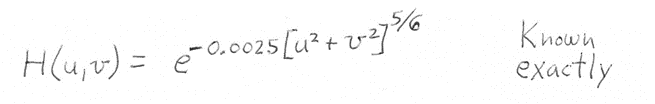 H(u,v) = e^{-0.0025[u² + v²]^{5/6}} Known
exactly